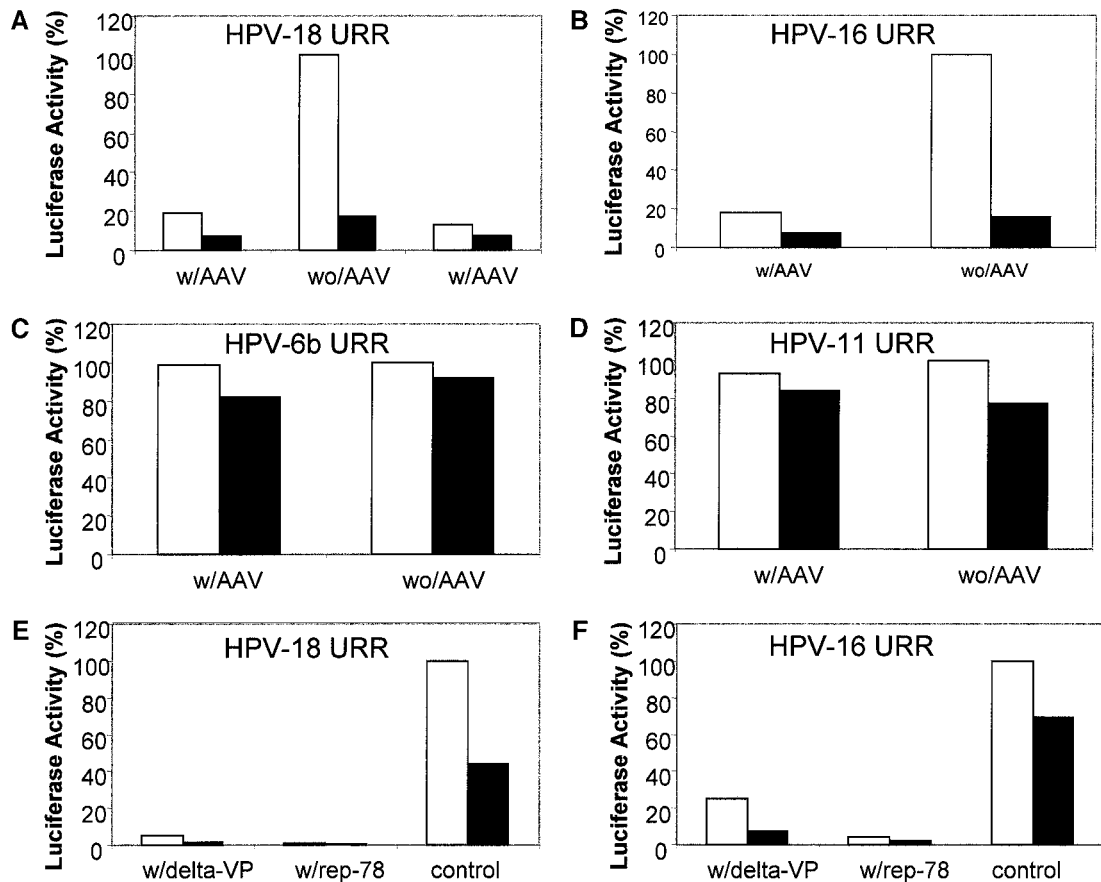 A
Luciferase Activity (%)
HPV-18 URR
120
100
80
60
40
20
0
w/AAV wo/AAV w/AAV
B
Luciferase Activity (%)
HPV-16 URR
120
100
80
60
40
20
0
w/AAV wo/AAV
C
Luciferase Activity (%)
HPV-6b URR
120
100
80
60
40
20
0
w/AAV wo/AAV
D
Luciferase Activity (%)
HPV-11 URR
120
100
80
60
40
20
0
w/AAV wo/AAV
E
Luciferase Activity (%)
HPV-18 URR
120
100
80
60
40
20
0
w/delta-VP w/rep-78 control
F
Luciferase Activity (%)
HPV-16 URR
120
100
80
60
40
20
0
w/delta-VP w/rep-78 control